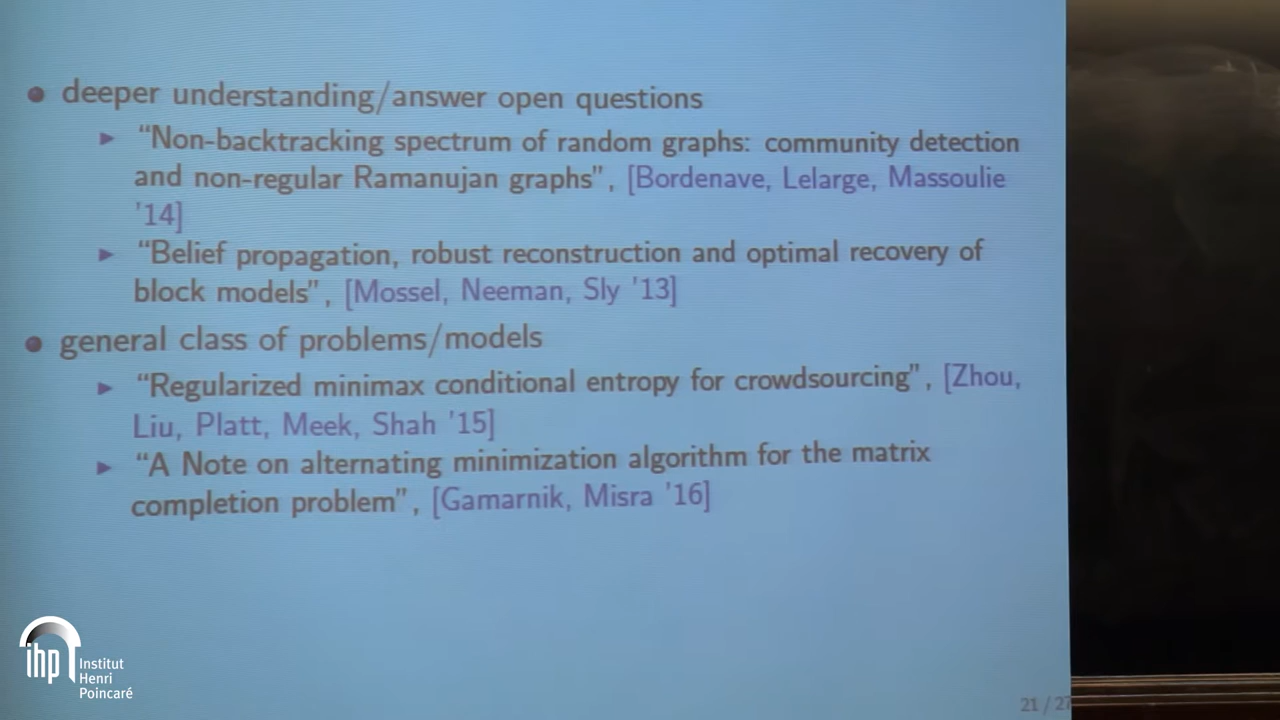 ● deeper understanding/answer open questions
▶ “Non-backtracking spectrum of random graphs: community detection
and non-regular Ramanujan graphs”, [Bordenave, Lelarge, Massoulie
'14]
▶ “Belief propagation, robust reconstruction and optimal recovery of
block models”, [Mossel, Neeman, Sly '13]
● general class of problems/models
▶ “Regularized minimax conditional entropy for crowdsourcing”, [Zhou,
Liu, Platt, Meek, Shah '15]
▶ “A Note on alternating minimization algorithm for the matrix
completion problem”, [Gamarnik, Misra '16]
ihp
Institut
Henri
Poincaré
21 / 27